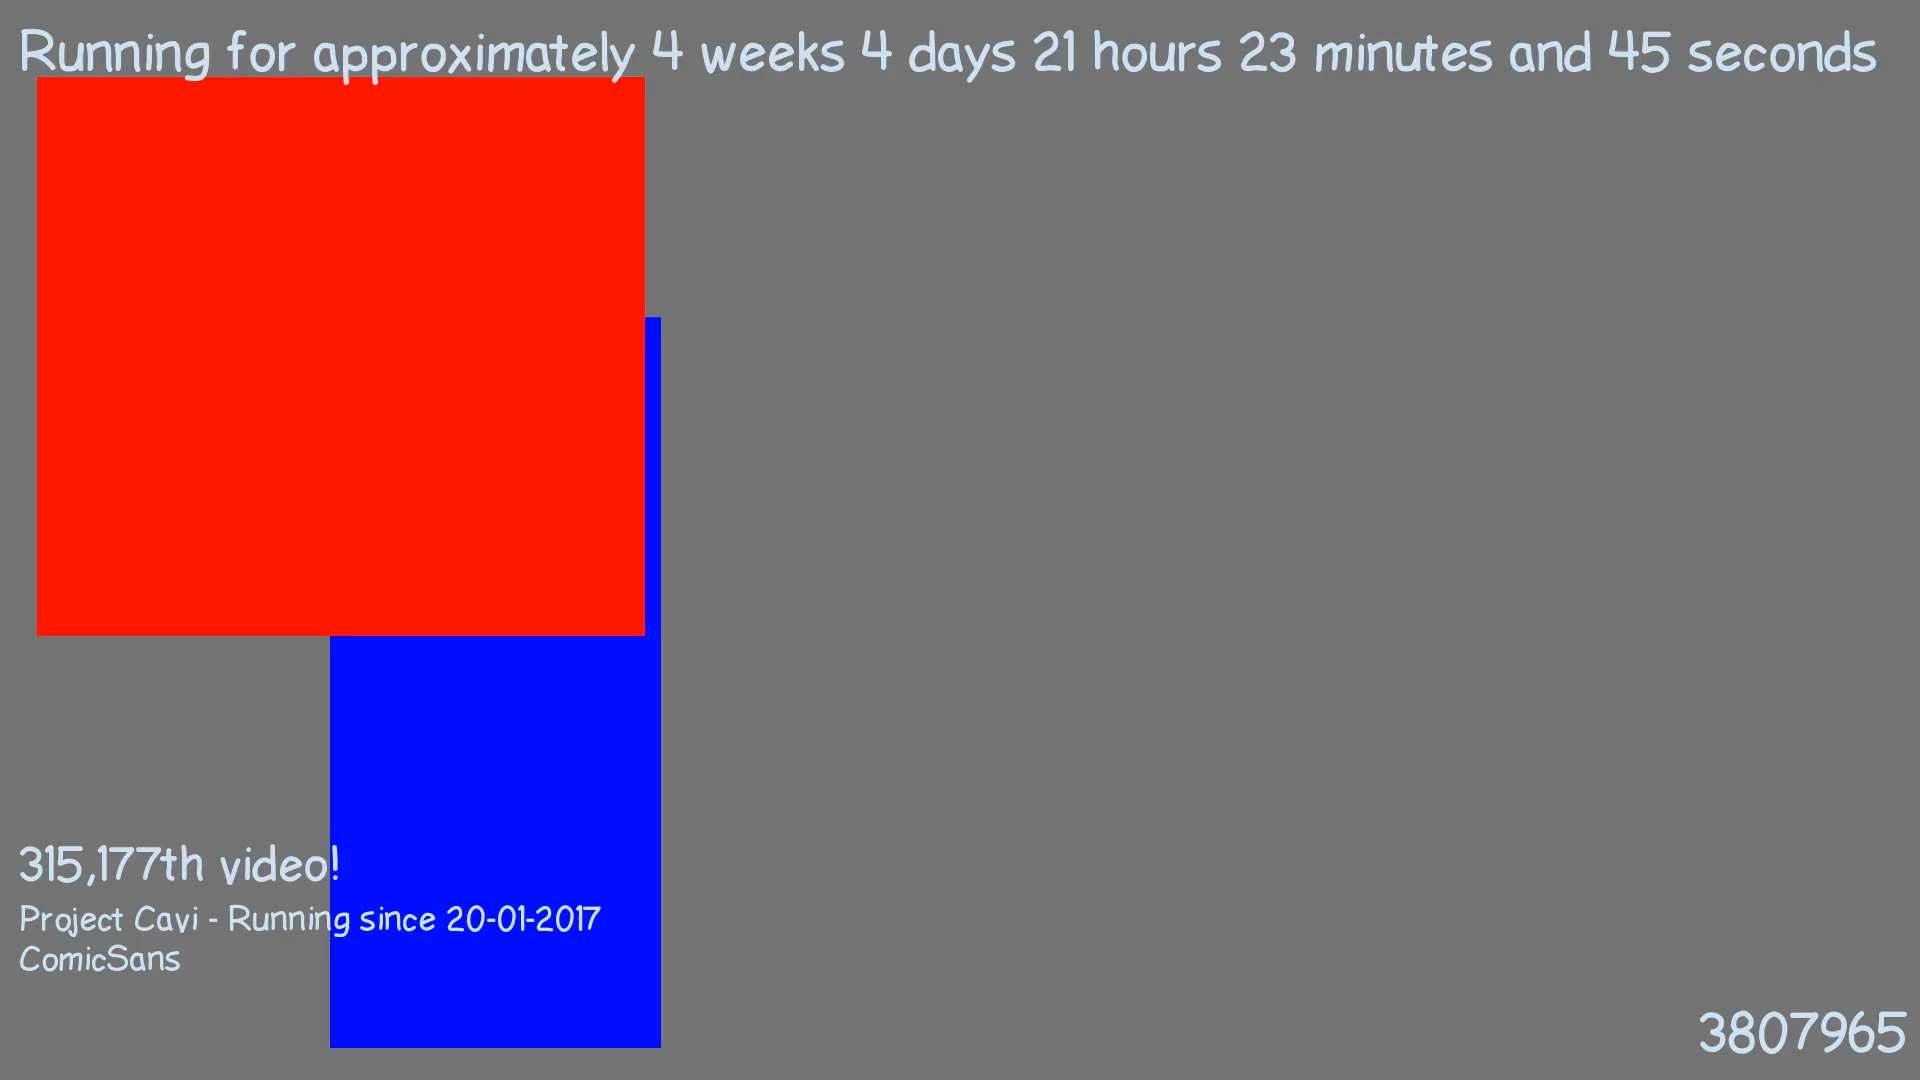 Running for approximately 4 weeks 4 days 21 hours 23 minutes and 45 seconds
315,177th video!
Project Cavi - Running since 20-01-2017
ComicSans
3807965